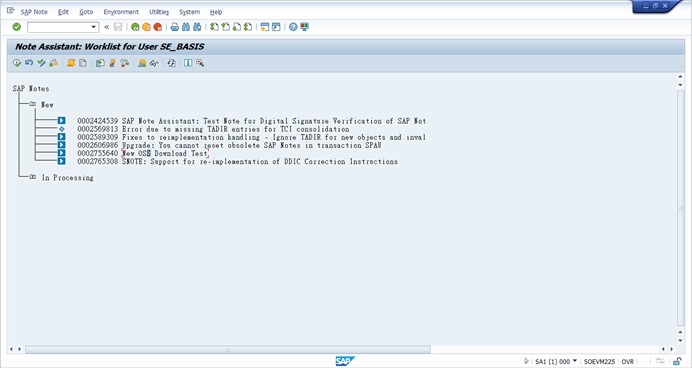 SAP Note Edit Goto Environment Utilities System Help
Note Assistant: Worklist for User SE_BASIS
SAP Notes
New
0002424539 SAP Note Assistant: Test Note for Digital Signature Verification of SAP Not
0002569813 Error due to missing TADIR entries for TCI consolidation
0002589309 Fixes to reimplementation handling - Ignore TADIR for new objects and inval
0002606986 Upgrade: You cannot reset obsolete SAP Notes in transaction SPAU
0002755640 New OSS Download Test
0002765308 SNOTE: Support for re-implementation of DDIC Correction Instructions
In Processing
SAP
SA1 (1) 000 SOEVM225 OVR